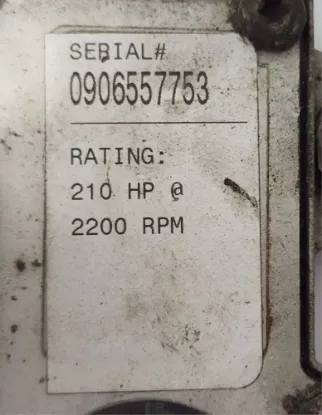 SERIAL#
0906557753
RATING:
210 HP @
2200 RPM